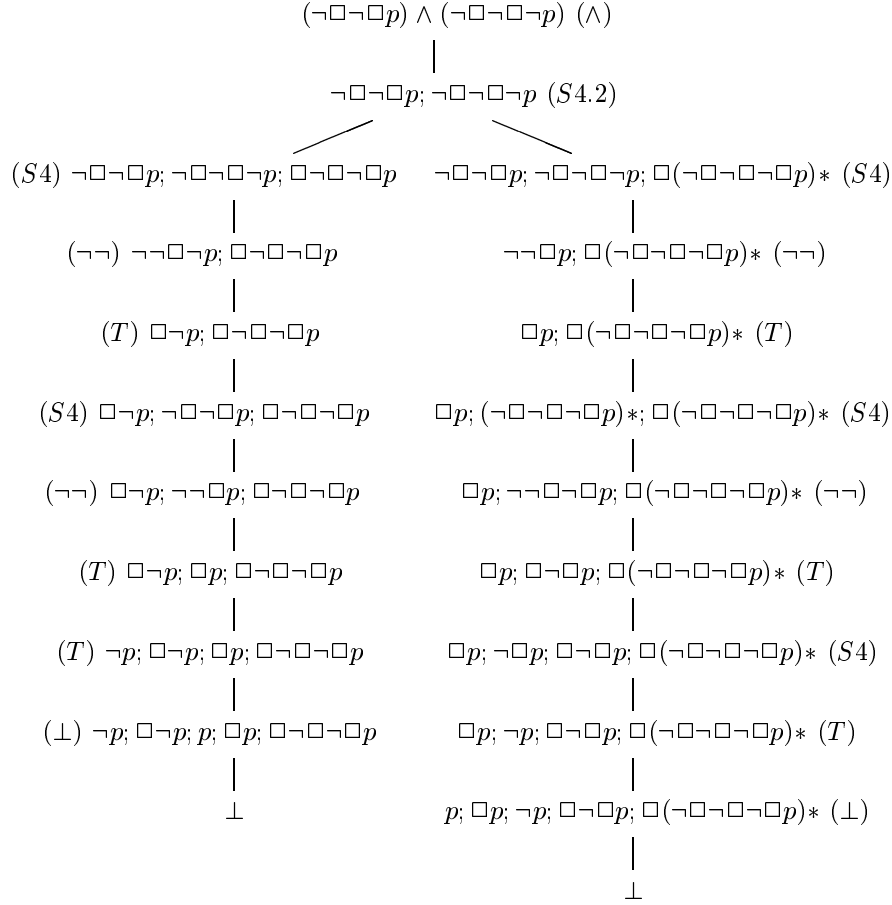 (¬□¬□p) ∧ (¬□¬□¬p) (∧)
¬□¬□p; ¬□¬□¬p (S4.2)
(S4) ¬□¬□p; ¬□¬□¬p; □¬□¬□p ¬□¬□p; ¬□¬□¬p; □(¬□¬□¬□p)∗ (S4)
(¬¬) ¬¬□¬p; □¬□¬□p ¬¬□p; □(¬□¬□¬□p)∗ (¬¬)
(T) □¬p; □¬□¬□p □p; □(¬□¬□¬□p)∗ (T)
(S4) □¬p; ¬□¬□p; □¬□¬□p □p; (¬□¬□¬□p)∗; □(¬□¬□¬□p)∗ (S4)
(¬¬) □¬p; ¬¬□p; □¬□¬□p □p; ¬¬□¬□p; □(¬□¬□¬□p)∗ (¬¬)
(T) □¬p; □p; □¬□¬□p □p; □¬□p; □(¬□¬□¬□p)∗ (T)
(T) ¬p; □¬p; □p; □¬□¬□p □p; ¬□p; □¬□p; □(¬□¬□¬□p)∗ (S4)
(⊥) ¬p; □¬p; p; □p; □¬□¬□p □p; ¬p; □¬□p; □(¬□¬□¬□p)∗ (T)
⊥ p; □p; ¬p; □¬□p; □(¬□¬□¬□p)∗ (⊥)
⊥